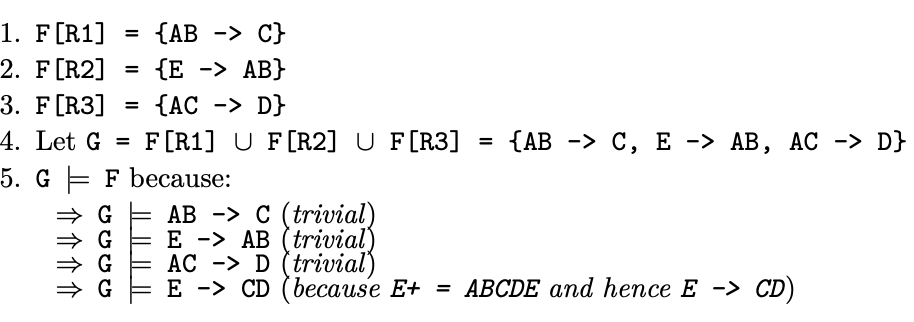 1. F[R1] = {AB -> C}
2. F[R2] = {E -> AB}
3. F[R3] = {AC -> D}
4. Let G = F[R1] ∪ F[R2] ∪ F[R3] = {AB -> C, E -> AB, AC -> D}
5. G ⊨ F because:
⇒ G ⊨ AB -> C (trivial)
⇒ G ⊨ E -> AB (trivial)
⇒ G ⊨ AC -> D (trivial)
⇒ G ⊨ E -> CD (because E+ = ABCDE and hence E -> CD)